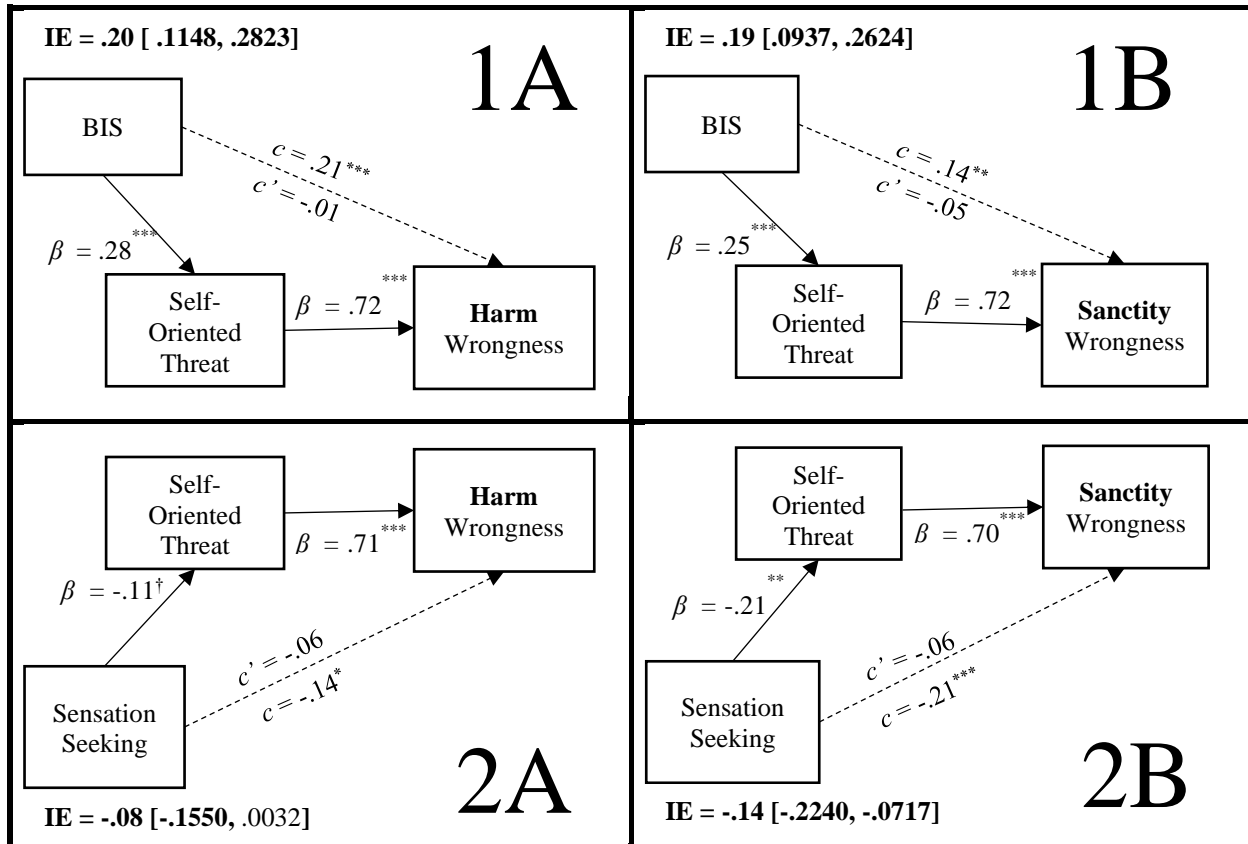 IE = .20 [ .1148, .2823]
1A
BIS
c = .21***
c’ = -.01
β = .28***
Self-
Oriented
Threat
β = .72***
Harm
Wrongness
IE = .19 [.0937, .2624]
1B
BIS
c = .14**
c’ = -.05
β = .25***
Self-
Oriented
Threat
β = .72***
Sanctity
Wrongness
Self-
Oriented
Threat
β = .71***
Harm
Wrongness
β = -.11†
c’ = -.06
c = -.14*
Sensation
Seeking
2A
IE = -.08 [-.1550, .0032]
Self-
Oriented
Threat
β = .70***
Sanctity
Wrongness
β = -.21**
c’ = -.06
c = -.21***
Sensation
Seeking
2B
IE = -.14 [-.2240, -.0717]